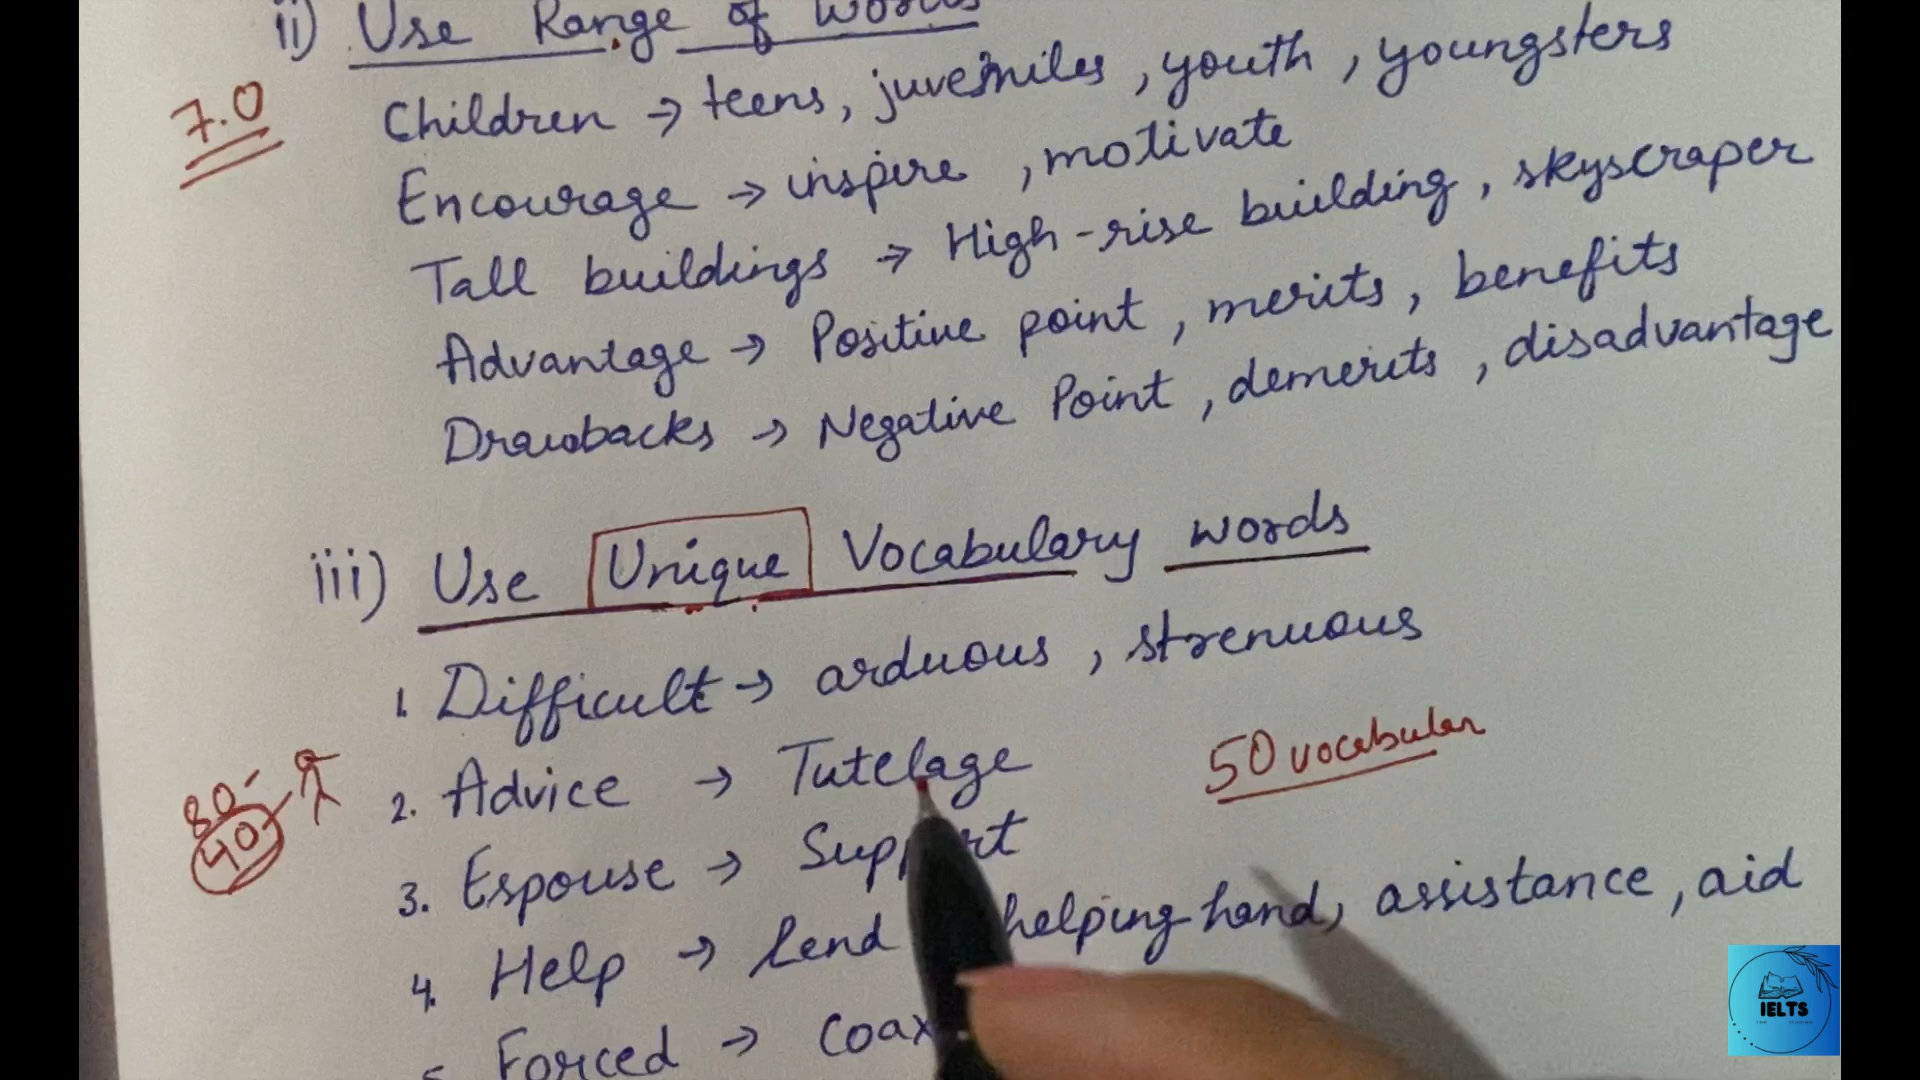 ii) Use Range of Words
7.0
Children → teens, juveniles, youth, youngsters
Encourage → inspire, motivate
Tall buildings → High-rise building, skyscraper
Advantage → Positive point, merits, benefits
Drawbacks → Negative Point, demerits, disadvantage
iii) Use Unique Vocabulary words
1. Difficult → arduous, strenuous
2. Advice → Tutelage
50 vocabular
80
40
3. Espouse → Support
4. Help → lend helping hand, assistance, aid
5. Forced → coax
IELTS